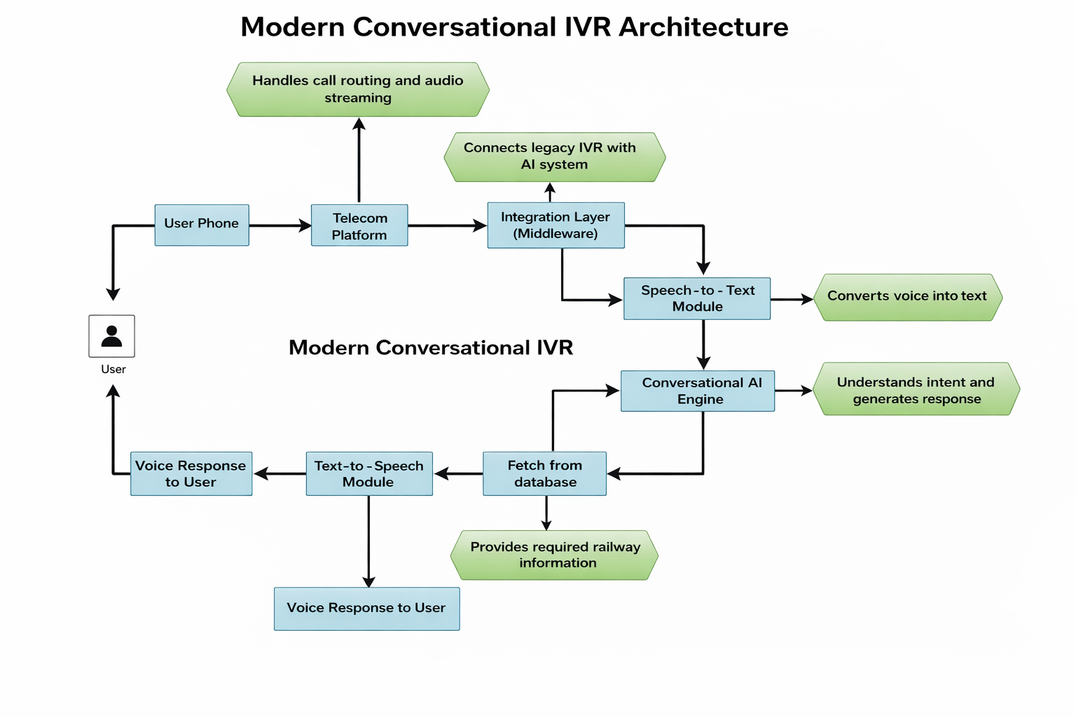 Modern Conversational IVR Architecture
Handles call routing and audio
streaming
Connects legacy IVR with
AI system
User Phone
Telecom
Platform
Integration Layer
(Middleware)
Speech-to - Text
Module
Converts voice into text
User
Modern Conversational IVR
Conversational AI
Engine
Understands intent and
generates response
Voice Response
to User
Text-to - Speech
Module
Fetch from
database
Provides required railway
information
Voice Response to User